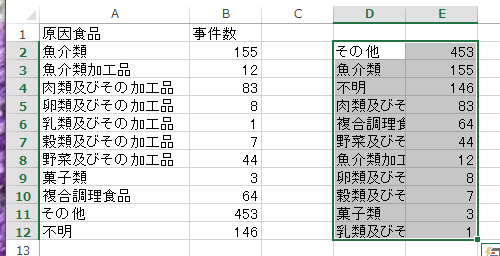 A B C D E
1 原因食品 事件数
2 魚介類 155 その他 453
3 魚介類加工品 12 魚介類 155
4 肉類及びその加工品 83 不明 146
5 卵類及びその加工品 8 肉類及びそ 83
6 乳類及びその加工品 1 複合調理食 64
7 穀類及びその加工品 7 野菜及びそ 44
8 野菜及びその加工品 44 魚介類加工 12
9 菓子類 3 卵類及びそ 8
10 複合調理食品 64 穀類及びそ 7
11 その他 453 菓子類 3
12 不明 146 乳類及びそ 1
13